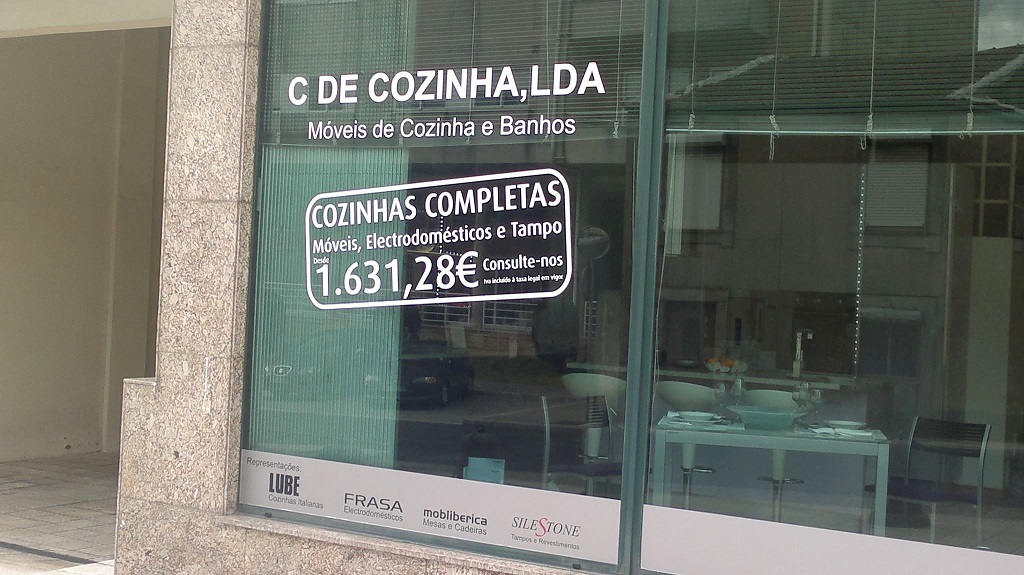 C DE COZINHA,LDA
Móveis de Cozinha e Banhos
COZINHAS COMPLETAS
Móveis, Electrodomésticos e Tampo
Desde
1.631,28€ Consulte-nos
Iva incluído à taxa legal em vigor
Representações:
LUBE
Cozinhas Italianas
FRASA
Electrodomésticos
mobliberica
Mesas e Cadeiras
SILESTONE
Tampos e Revestimentos